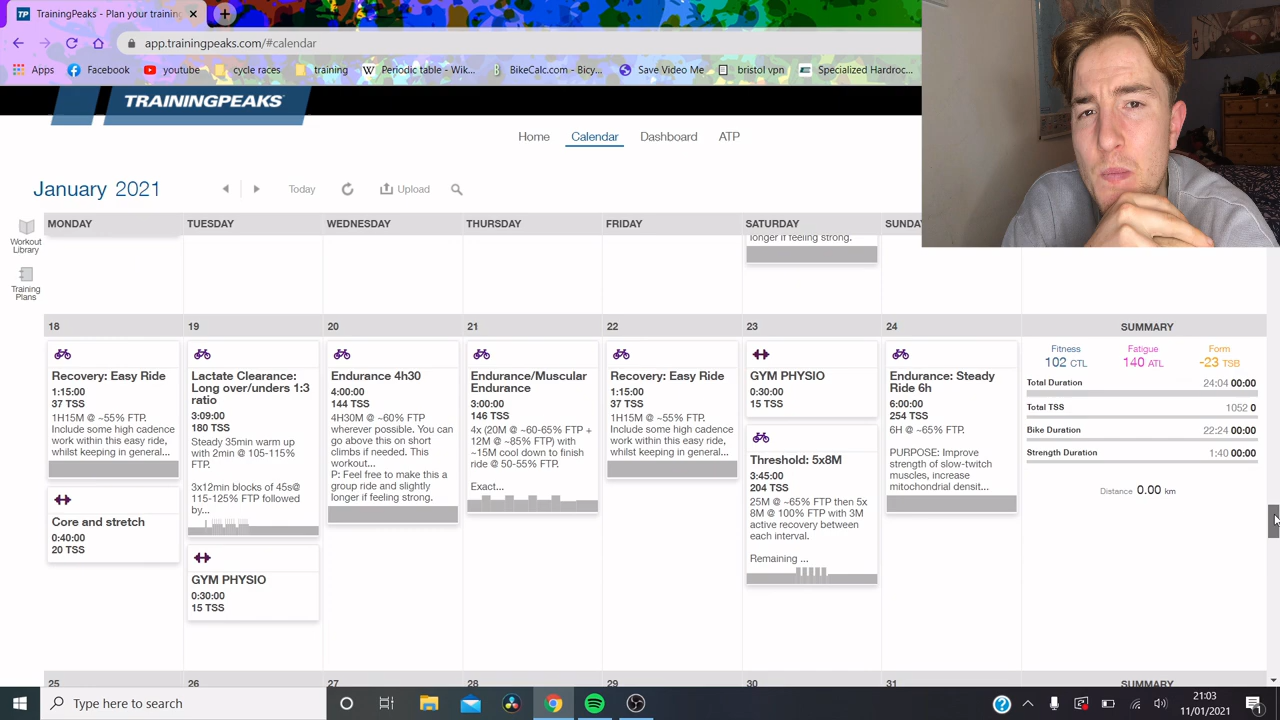 TrainingPeaks - Plan your training
app.trainingpeaks.com/#calendar
Apps
Facebook
youtube
cycle races
training
Periodic table - Wik...
BikeCalc.com - Bicy...
Save Video Me
bristol vpn
Specialized Hardroc...
TRAININGPEAKS
Home
Calendar
Dashboard
ATP
January 2021
Today
Upload
Workout
Library
Training
Plans
MONDAY
TUESDAY
WEDNESDAY
THURSDAY
FRIDAY
SATURDAY
SUNDA
longer if feeling strong.
18
19
20
21
22
23
24
SUMMARY
Recovery: Easy Ride
1:15:00
37 TSS
1H15M @ ~55% FTP.
Include some high cadence
work within this easy ride,
whilst keeping in general...
Core and stretch
0:40:00
20 TSS
Lactate Clearance:
Long over/unders 1:3
ratio
3:09:00
180 TSS
Steady 35min warm up
with 2min @ 105-115%
FTP.
3x12min blocks of 45s@
115-125% FTP followed
by...
GYM PHYSIO
0:30:00
15 TSS
Endurance 4h30
4:00:00
144 TSS
4H30M @ ~60% FTP
wherever possible. You can
go above this on short
climbs if needed. This
workout...
P: Feel free to make this a
group ride and slightly
longer if feeling strong.
Endurance/Muscular
Endurance
3:00:00
146 TSS
4x (20M @ ~60-65% FTP +
12M @ ~85% FTP) with
~15M cool down to finish
ride @ 50-55% FTP.
Exact...
Recovery: Easy Ride
1:15:00
37 TSS
1H15M @ ~55% FTP.
Include some high cadence
work within this easy ride,
whilst keeping in general...
GYM PHYSIO
0:30:00
15 TSS
Threshold: 5x8M
3:45:00
204 TSS
25M @ ~65% FTP then 5x
8M @ 100% FTP with 3M
active recovery between
each interval.
Remaining ...
Endurance: Steady
Ride 6h
6:00:00
254 TSS
6H @ ~65% FTP.
PURPOSE: Improve
strength of slow-twitch
muscles, increase
mitochondrial densit...
Fitness
102 CTL
Fatigue
140 ATL
Form
-23 TSB
Total Duration 24:04 00:00
Total TSS 1052 0
Bike Duration 22:24 00:00
Strength Duration 1:40 00:00
Distance 0.00 km
25
26
27
28
29
30
31
SUMMARY
Type here to search
21:03
11/01/2021